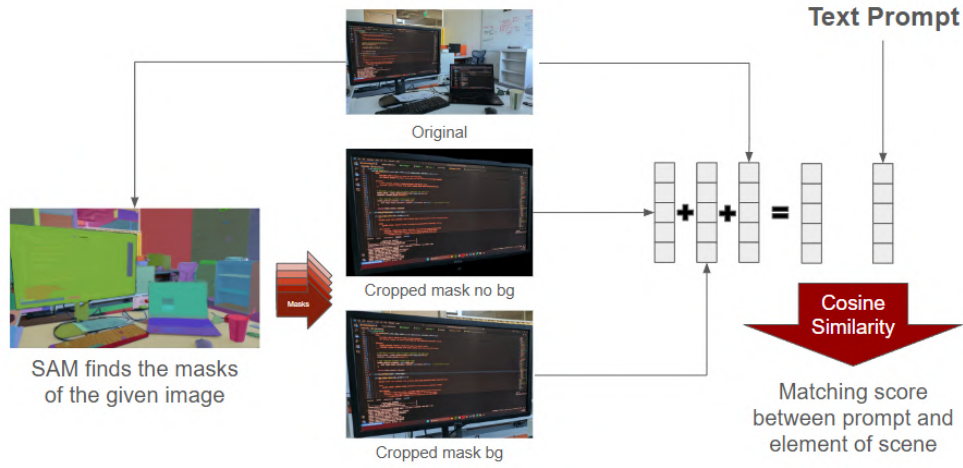 Text Prompt
Original
Cropped mask no bg
Masks
SAM finds the masks
of the given image
Cropped mask bg
Cosine
Similarity
Matching score
between prompt and
element of scene